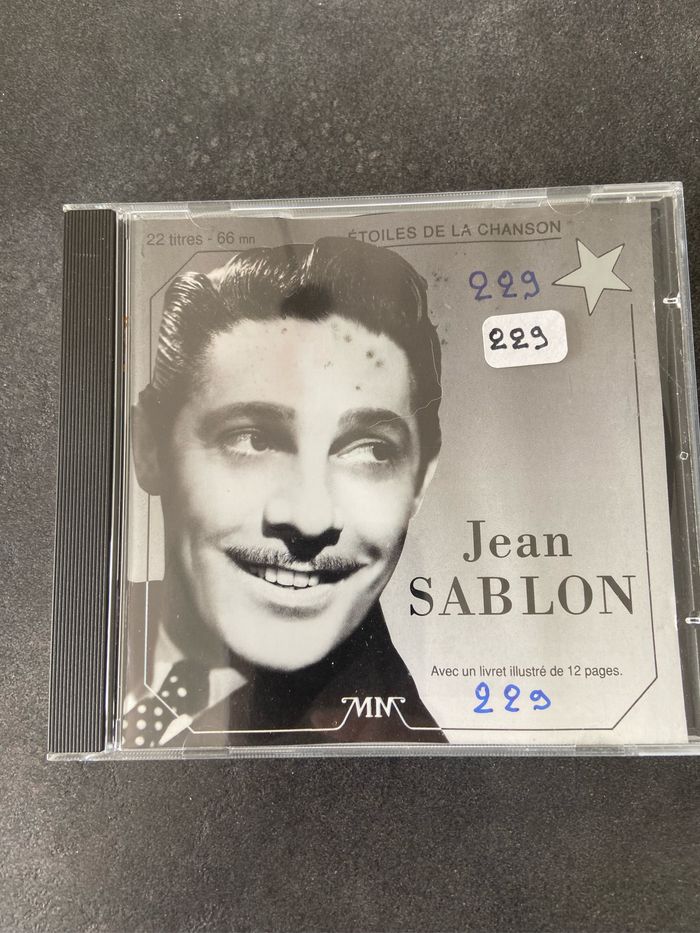 22 titres - 66 mn
ÉTOILES DE LA CHANSON
229
229
Jean
SABLON
Avec un livret illustré de 12 pages.
229
MM